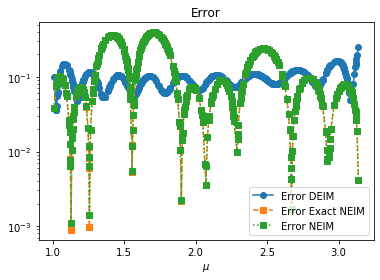 Error
10⁻¹
10⁻²
10⁻³
1.0 1.5 2.0 2.5 3.0
μ
Error DEIM
Error Exact NEIM
Error NEIM